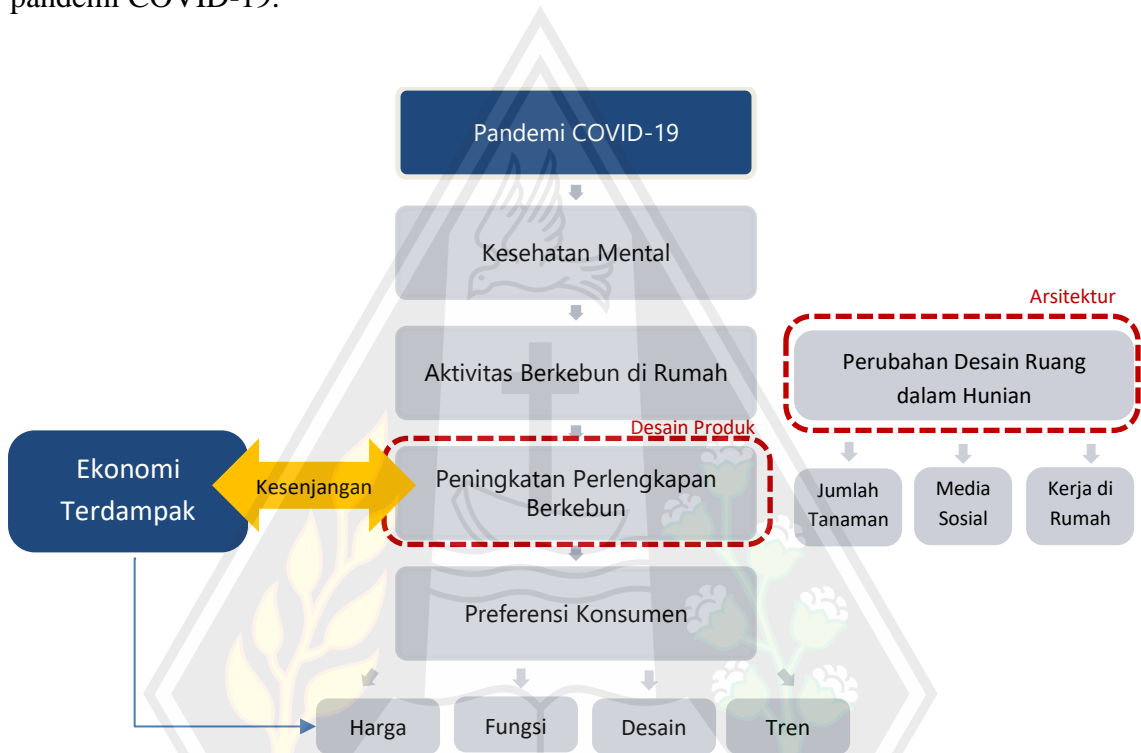 pandemi COVID-19.
Pandemi COVID-19
Kesehatan Mental
Arsitektur
Aktivitas Berkebun di Rumah
Perubahan Desain Ruang
dalam Hunian
Desain Produk
Ekonomi
Terdampak
Kesenjangan
Peningkatan Perlengkapan
Berkebun
Jumlah
Tanaman
Media
Sosial
Kerja di
Rumah
Preferensi Konsumen
Harga
Fungsi
Desain
Tren